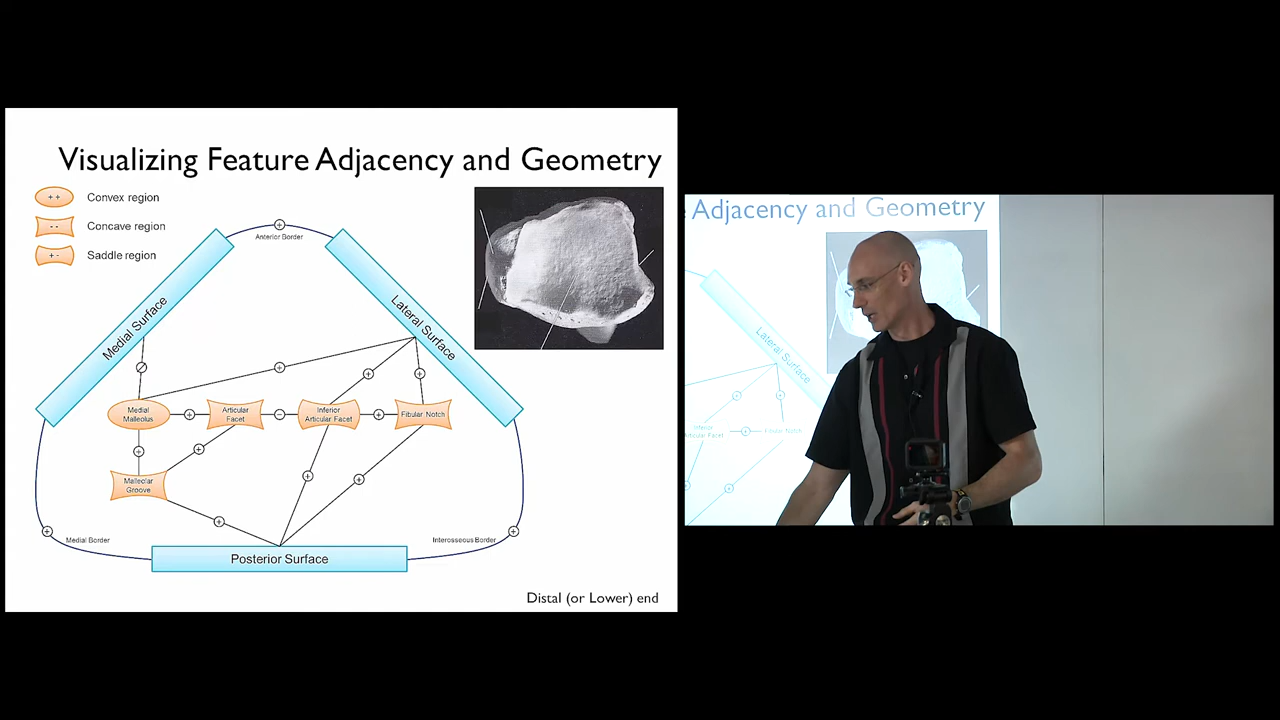 Visualizing Feature Adjacency and Geometry
+ + Convex region
- - Concave region
+ - Saddle region
+
Anterior Border
Medial Surface
Lateral Surface
+
+
+
Medial
Malleolus
+
Articular
Facet
−
Inferior
Articular Facet
+
Fibular Notch
+
+
+
+
Malleolar
Groove
+
+
Medial Border
Interosseous Border
+
Posterior Surface
Distal (or Lower) end
Adjacency and Geometry
Lateral Surface
Inferior
Articular Facet
Fibular Notch